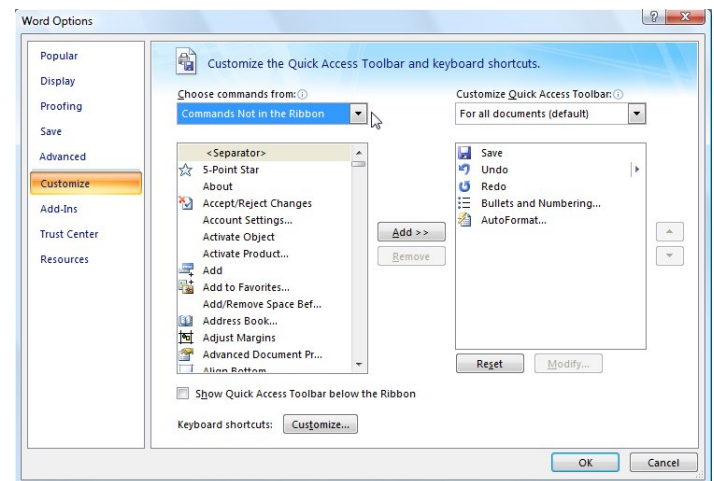 Word Options
Popular
Display
Proofing
Save
Advanced
Customize
Add-Ins
Trust Center
Resources
Customize the Quick Access Toolbar and keyboard shortcuts.
Choose commands from:
Commands Not in the Ribbon
<Separator>
5-Point Star
About
Accept/Reject Changes
Account Settings...
Activate Object
Activate Product...
Add
Add to Favorites...
Add/Remove Space Bef...
Address Book...
Adjust Margins
Advanced Document Pr...
Align Bottom
Add >>
Remove
Customize Quick Access Toolbar:
For all documents (default)
Save
Undo
Redo
Bullets and Numbering...
AutoFormat...
Reset
Modify...
Show Quick Access Toolbar below the Ribbon
Keyboard shortcuts:
Customize...
OK
Cancel